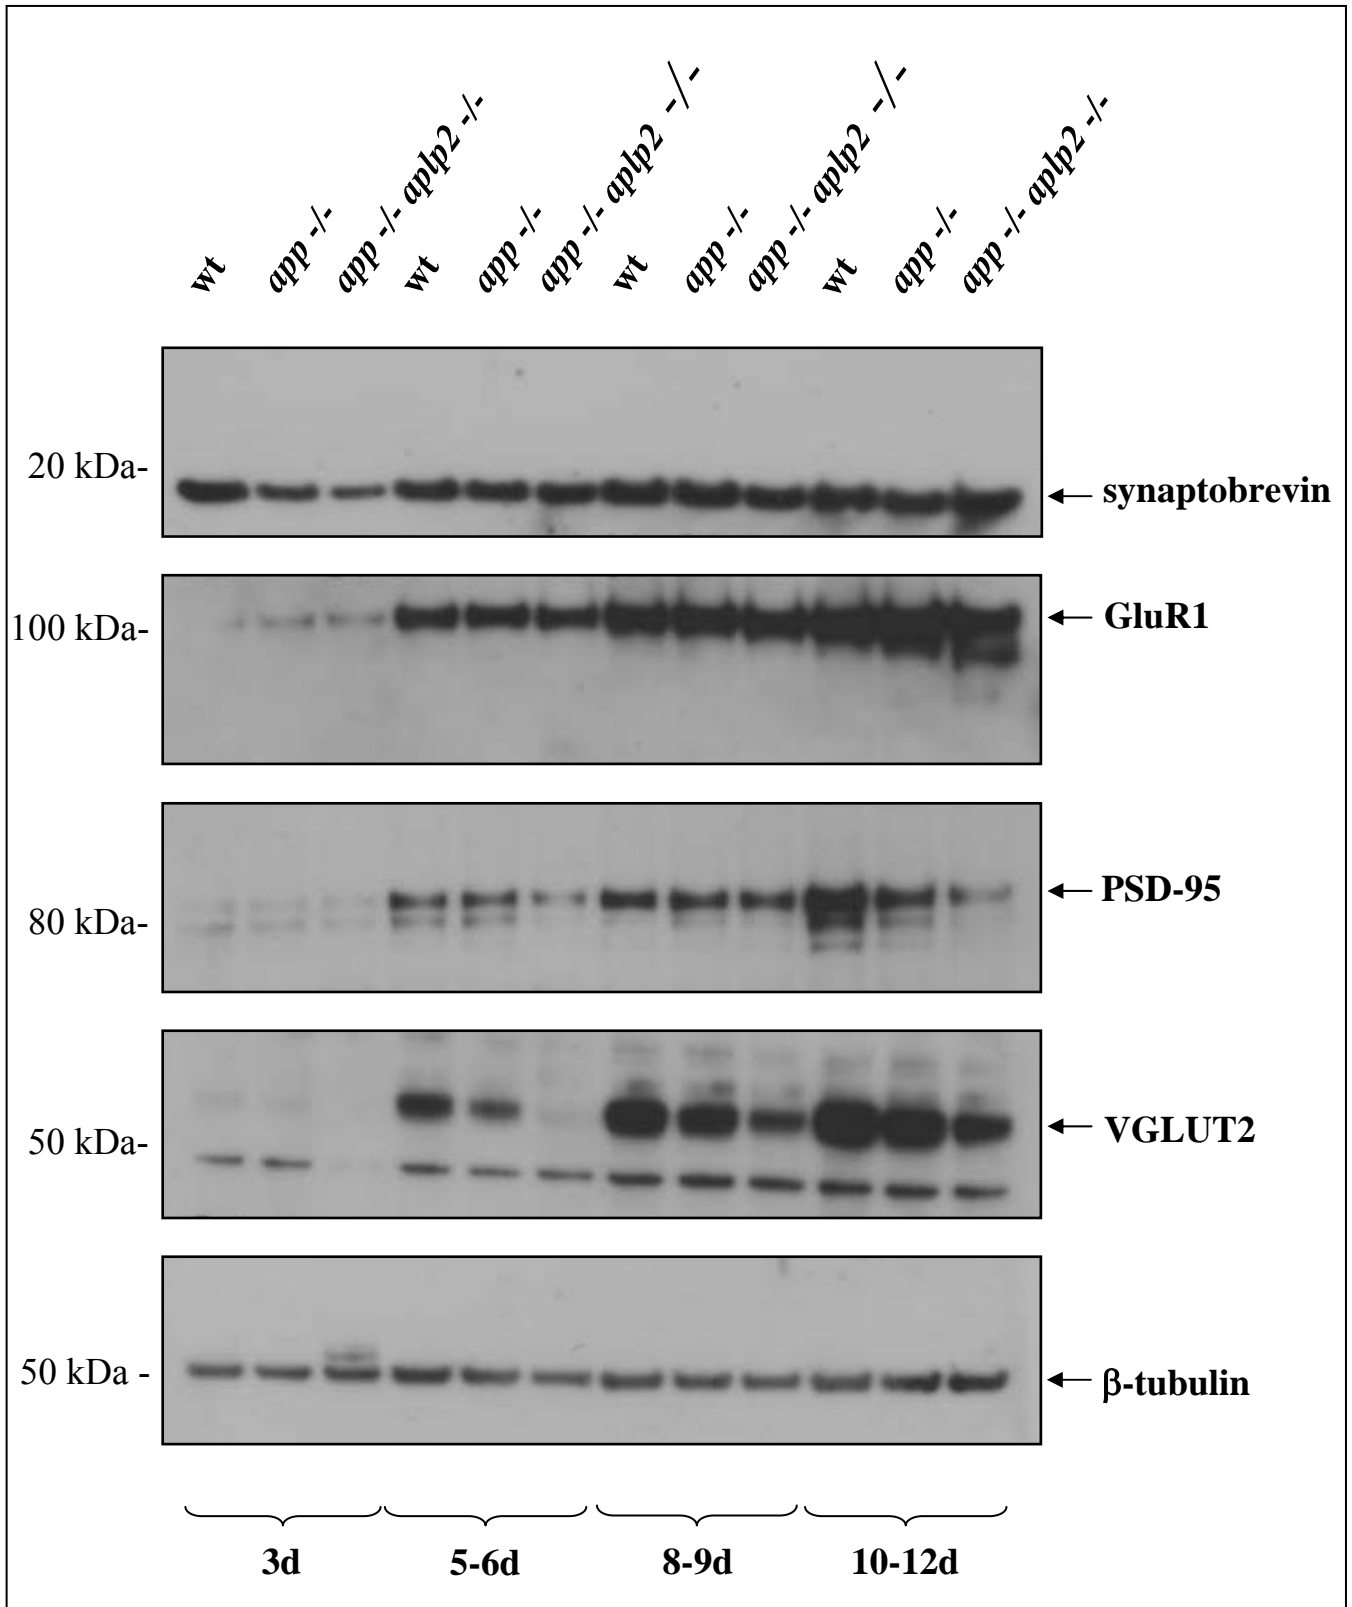 wt
app -/-
app -/- aplp2 -/-
wt
app -/-
app -/- aplp2 -/-
wt
app -/-
app -/- aplp2 -/-
wt
app -/-
app -/- aplp2 -/-
20 kDa-
synaptobrevin
100 kDa-
GluR1
80 kDa-
PSD-95
50 kDa-
VGLUT2
50 kDa -
β-tubulin
3d
5-6d
8-9d
10-12d